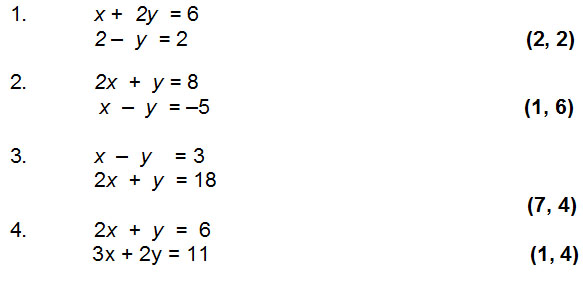 1. x + 2y = 6
2 – y = 2 (2, 2)
2. 2x + y = 8
x – y = –5 (1, 6)
3. x – y = 3
2x + y = 18
(7, 4)
4. 2x + y = 6
3x + 2y = 11 (1, 4)